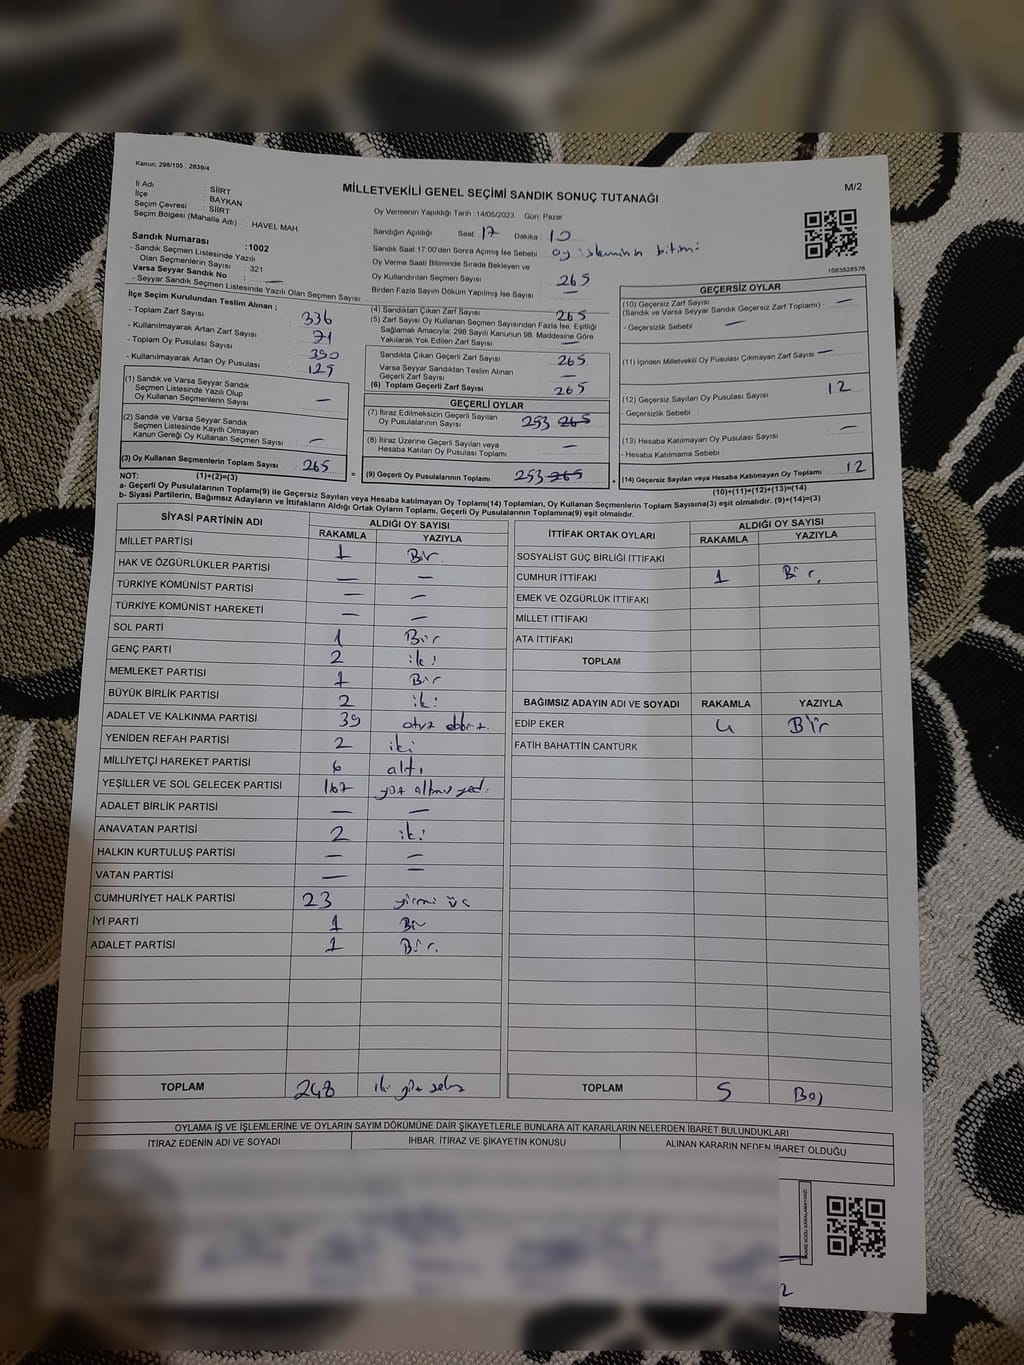 Kanun; 298/105 , 2839/4
MİLLETVEKİLİ GENEL SEÇİMİ SANDIK SONUÇ TUTANAĞI
M/2
İl Adı : SİİRT
İlçe : BAYKAN
Seçim Çevresi : SİİRT
Seçim Bölgesi (Mahalle Adı) : HAVEL MAH.
Oy Vermenin Yapıldığı Tarih : 14/05/2023 Gün: Pazar
Sandığın Açıldığı Saat: 17 Dakika: 10
Sandık Saat 17:00'den Sonra Açılmış İse Sebebi : oy işleminin bitimi
Oy Verme Saati Bitiminde Sırada Bekleyen ve
Oy Kullandırılan Seçmen Sayısı : 265
Birden Fazla Sayım Döküm Yapılmış İse Sayısı : —
Sandık Numarası :1002
- Sandık Seçmen Listesinde Yazılı
Olan Seçmenlerin Sayısı : 321
Varsa Seyyar Sandık No : —
- Seyyar Sandık Seçmen Listesinde Yazılı Olan Seçmen Sayısı:
İlçe Seçim Kurulundan Teslim Alınan ;
- Toplam Zarf Sayısı : 336
- Kullanılmayarak Artan Zarf Sayısı : 71
- Toplam Oy Pusulası Sayısı : 390
- Kullanılmayarak Artan Oy Pusulası : 125
(1) Sandık ve Varsa Seyyar Sandık
Seçmen Listesinde Yazılı Olup
Oy Kullanan Seçmenlerin Sayısı : —
(2) Sandık ve Varsa Seyyar Sandık
Seçmen Listesinde Kayıtlı Olmayan
Kanun Gereği Oy Kullanan Seçmen Sayısı : —
(3) Oy Kullanan Seçmenlerin Toplam Sayısı : 265
(4) Sandıktan Çıkan Zarf Sayısı : 265
(5) Zarf Sayısı Oy Kullanan Seçmen Sayısından Fazla İse, Eşitliği
Sağlamak Amacıyla; 298 Sayılı Kanunun 98. Maddesine Göre
Yakılarak Yok Edilen Zarf Sayısı : —
Sandıkta Çıkan Geçerli Zarf Sayısı : 265
Varsa Seyyar Sandıktan Teslim Alınan
Geçerli Zarf Sayısı : —
(6) Toplam Geçerli Zarf Sayısı : 265
GEÇERLİ OYLAR
(7) İtiraz Edilmeksizin Geçerli Sayılan
Oy Pusulalarının Sayısı : 253 265
(8) İtiraz Üzerine Geçerli Sayılan veya
Hesaba Katılan Oy Pusulaları Toplamı : —
= (9) Geçerli Oy Pusulalarının Toplamı : 253 265 +
1083828576
GEÇERSİZ OYLAR
(10) Geçersiz Zarf Sayısı
(Sandık ve Varsa Seyyar Sandık Geçersiz Zarf Toplamı) : —
- Geçersizlik Sebebi : —
(11) İçinden Milletvekili Oy Pusulası Çıkmayan Zarf Sayısı : —
(12) Geçersiz Sayılan Oy Pusulası Sayısı : 12
- Geçersizlik Sebebi :
(13) Hesaba Katılmayan Oy Pusulası Sayısı : —
- Hesaba Katılmama Sebebi :
(14) Geçersiz Sayılan veya Hesaba Katılmayan Oy Toplamı : 12
NOT: (1)+(2)=(3)
(10)+(11)+(12)+(13)=(14)
a- Geçerli Oy Pusulalarının Toplamı(9) ile Geçersiz Sayılan veya Hesaba katılmayan Oy Toplamı(14) Toplamları, Oy Kullanan Seçmenlerin Toplam Sayısına(3) eşit olmalıdır. (9)+(14)=(3)
b- Siyasi Partilerin, Bağımsız Adayların ve İttifakların Aldığı Ortak Oyların Toplamı, Geçerli Oy Pusulalarının Toplamına(9) eşit olmalıdır.
SİYASİ PARTİNİN ADI ALDIĞI OY SAYISI
RAKAMLA YAZIYLA
MİLLET PARTİSİ 1 Bir.
HAK VE ÖZGÜRLÜKLER PARTİSİ — —
TÜRKİYE KOMÜNİST PARTİSİ — —
TÜRKİYE KOMÜNİST HAREKETİ — —
SOL PARTİ 1 Bir
GENÇ PARTİ 2 iki
MEMLEKET PARTİSİ 1 Bir
BÜYÜK BİRLİK PARTİSİ 2 iki
ADALET VE KALKINMA PARTİSİ 39 otuz
YENİDEN REFAH PARTİSİ 2 iki
MİLLİYETÇİ HAREKET PARTİSİ 6 altı
YEŞİLLER VE SOL GELECEK PARTİSİ 167 yüz altmış yedi
ADALET BİRLİK PARTİSİ — —
ANAVATAN PARTİSİ 2 iki
HALKIN KURTULUŞ PARTİSİ — —
VATAN PARTİSİ — —
CUMHURİYET HALK PARTİSİ 23 yirmi üç
İYİ PARTİ 1 Bir
ADALET PARTİSİ 1 Bir.
TOPLAM 248 iki yüz
İTTİFAK ORTAK OYLARI ALDIĞI OY SAYISI
RAKAMLA YAZIYLA
SOSYALİST GÜÇ BİRLİĞİ İTTİFAKI
CUMHUR İTTİFAKI 1 Bir.
EMEK VE ÖZGÜRLÜK İTTİFAKI
MİLLET İTTİFAKI
ATA İTTİFAKI
TOPLAM
BAĞIMSIZ ADAYIN ADI VE SOYADI RAKAMLA YAZIYLA
EDİP EKER 4 Bir
FATİH BAHATTİN CANTÜRK
TOPLAM 5 Beş
OYLAMA İŞ VE İŞLEMLERİNE VE OYLARIN SAYIM DÖKÜMÜNE DAİR ŞİKAYETLERLE BUNLARA AİT KARARLARIN NELERDEN İBARET BULUNDUKLARI
İTİRAZ EDENİN ADI VE SOYADI İHBAR, İTİRAZ VE ŞİKAYETİN KONUSU ALINAN KARARIN NEDEN İBARET OLDUĞU
KARE KODU KARALAMAYINIZ!